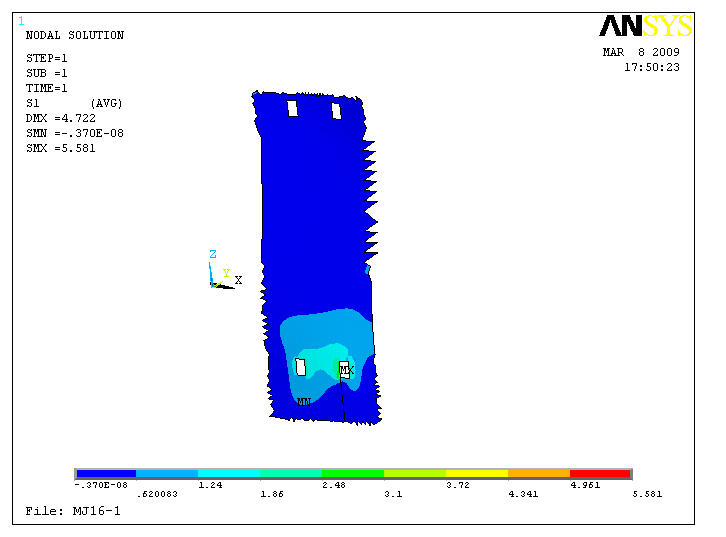 1
NODAL SOLUTION
ANSYS
MAR  8 2009
17:50:23
STEP=1
SUB =1
TIME=1
S1       (AVG)
DMX =4.722
SMN =-.370E-08
SMX =5.581
Z
Y
X
MX
MN
-.370E-08
.620083
1.24
1.86
2.48
3.1
3.72
4.341
4.961
5.581
File: MJ16-1